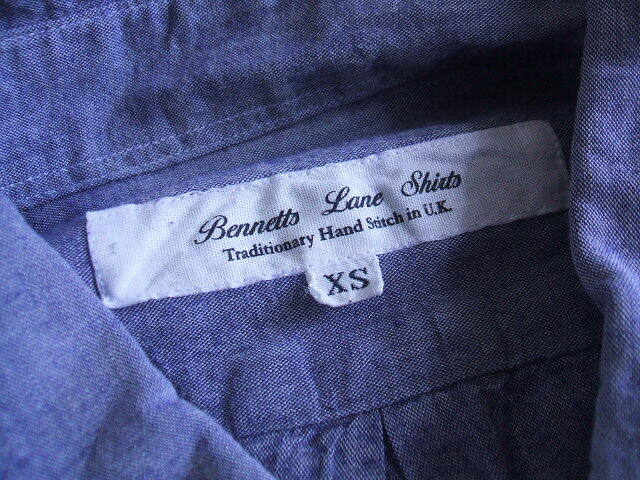 Bennetts Lane Shirts
Traditionary Hand Stitch in U.K.
XS